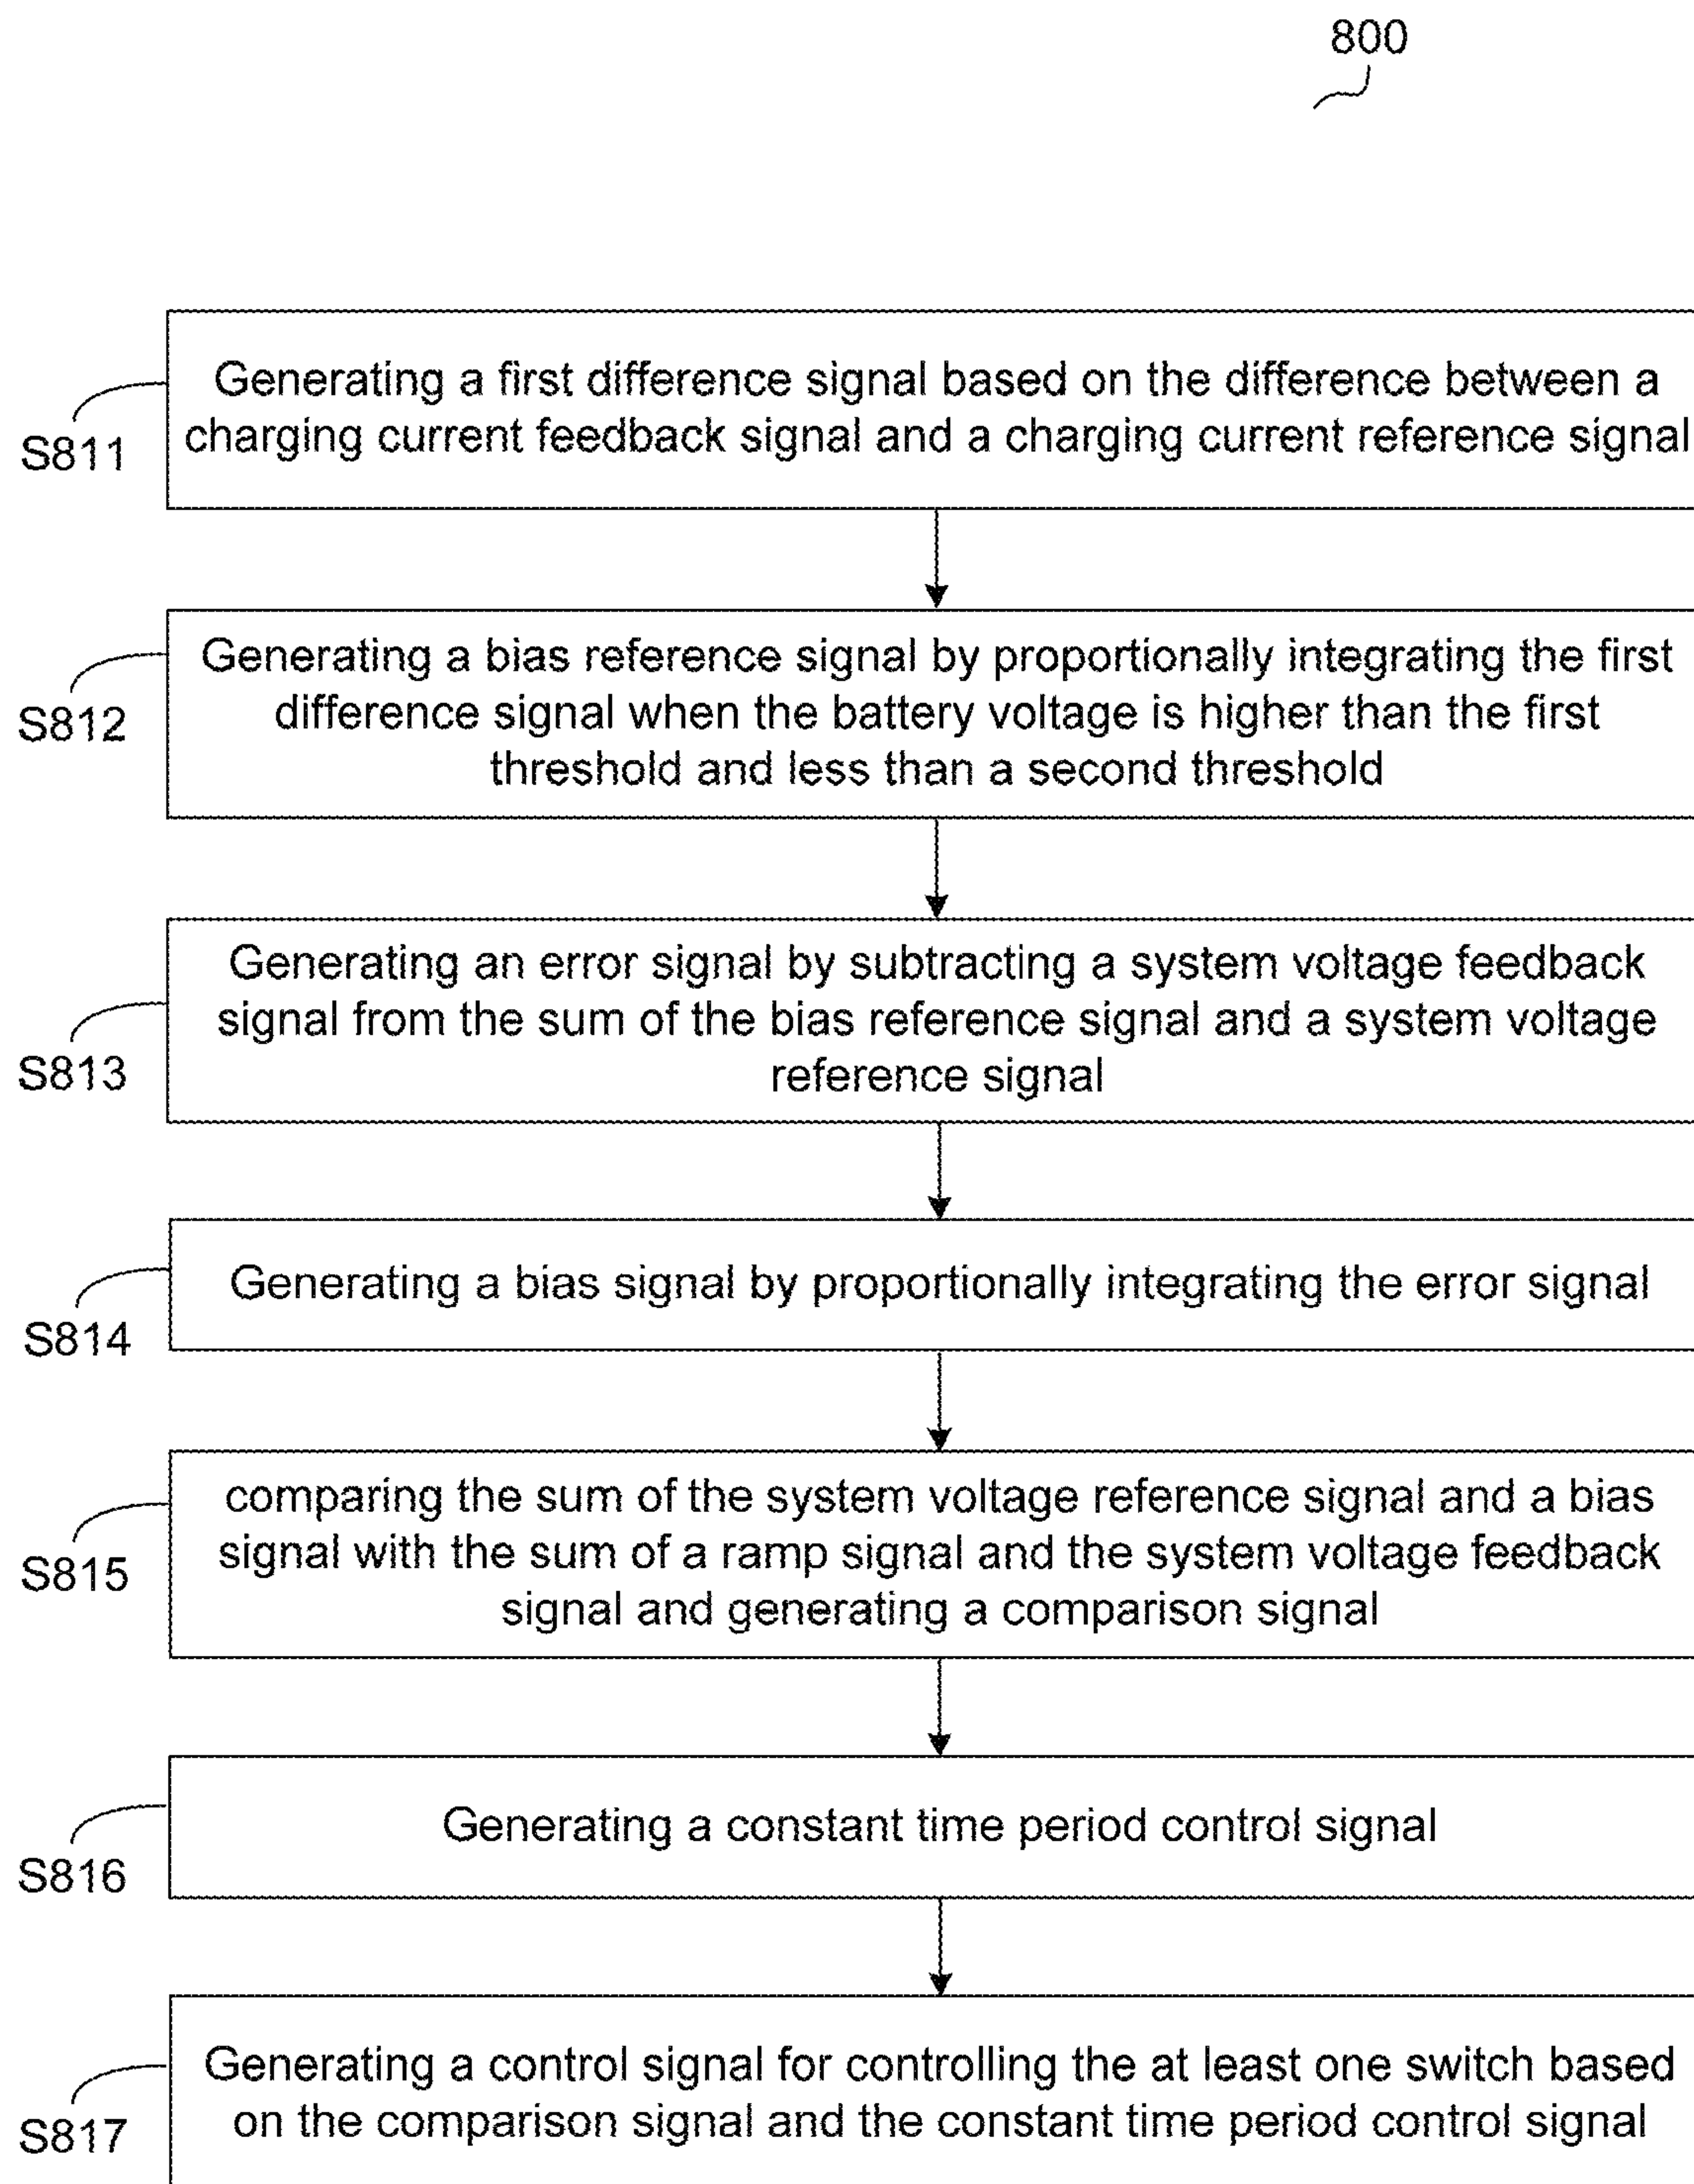 800
Generating a first difference signal based on the difference between a
charging current feedback signal and a charging current reference signal
S811
Generating a bias reference signal by proportionally integrating the first
difference signal when the battery voltage is higher than the first
threshold and less than a second threshold
S812
Generating an error signal by subtracting a system voltage feedback
signal from the sum of the bias reference signal and a system voltage
reference signal
S813
Generating a bias signal by proportionally integrating the error signal
S814
comparing the sum of the system voltage reference signal and a bias
signal with the sum of a ramp signal and the system voltage feedback
signal and generating a comparison signal
S815
Generating a constant time period control signal
S816
Generating a control signal for controlling the at least one switch based
on the comparison signal and the constant time period control signal
S817